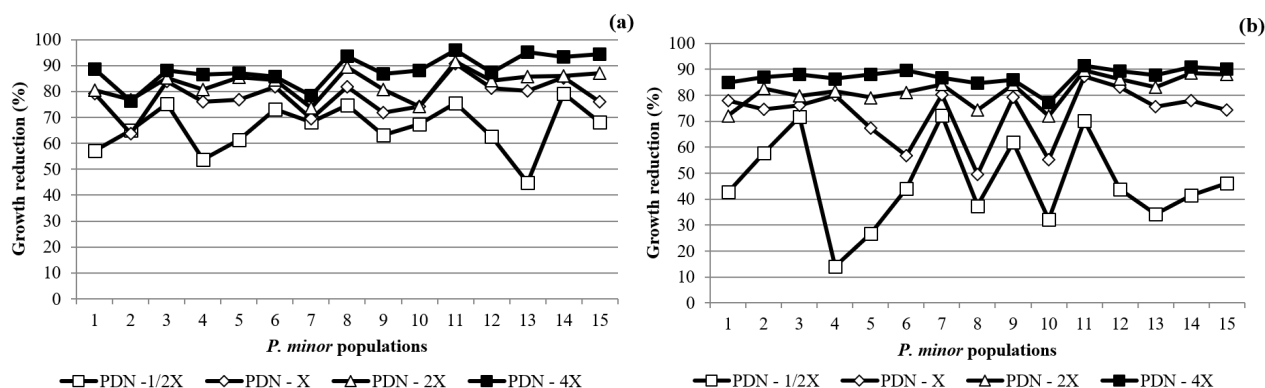 (a)
Growth reduction (%)
100
90
80
70
60
50
40
30
20
10
0
1 2 3 4 5 6 7 8 9 10 11 12 13 14 15
P. minor populations
PDN -1/2X PDN - X PDN - 2X PDN - 4X
(b)
Growth reduction (%)
100
90
80
70
60
50
40
30
20
10
0
1 2 3 4 5 6 7 8 9 10 11 12 13 14 15
P. minor populations
PDN - 1/2X PDN - X PDN - 2X PDN - 4X